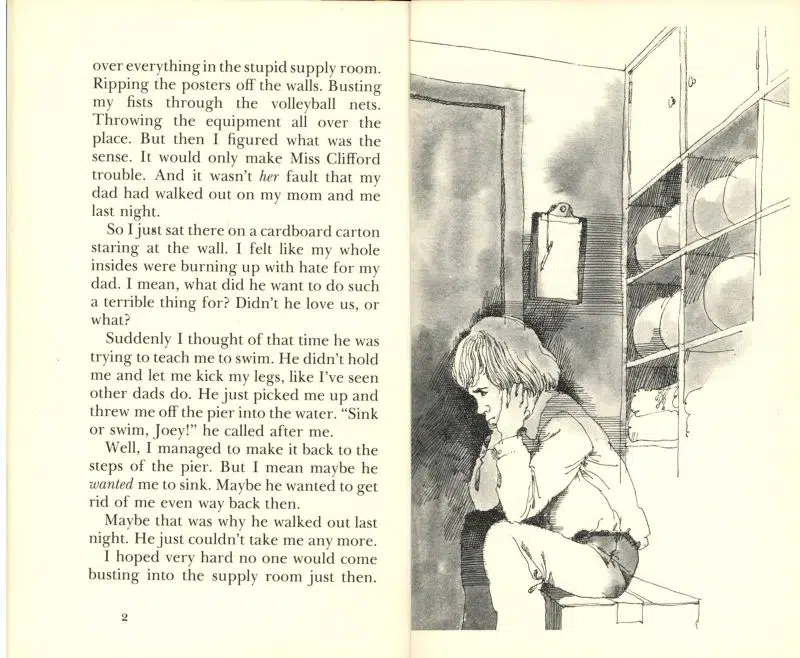 over everything in the stupid supply room.
Ripping the posters off the walls. Busting
my fists through the volleyball nets.
Throwing the equipment all over the
place. But then I figured what was the
sense. It would only make Miss Clifford
trouble. And it wasn't her fault that my
dad had walked out on my mom and me
last night.
So I just sat there on a cardboard carton
staring at the wall. I felt like my whole
insides were burning up with hate for my
dad. I mean, what did he want to do such
a terrible thing for? Didn't he love us, or
what?
Suddenly I thought of that time he was
trying to teach me to swim. He didn't hold
me and let me kick my legs, like I've seen
other dads do. He just picked me up and
threw me off the pier into the water. “Sink
or swim, Joey!” he called after me.
Well, I managed to make it back to the
steps of the pier. But I mean maybe he
wanted me to sink. Maybe he wanted to get
rid of me even way back then.
Maybe that was why he walked out last
night. He just couldn't take me any more.
I hoped very hard no one would come
busting into the supply room just then.
2